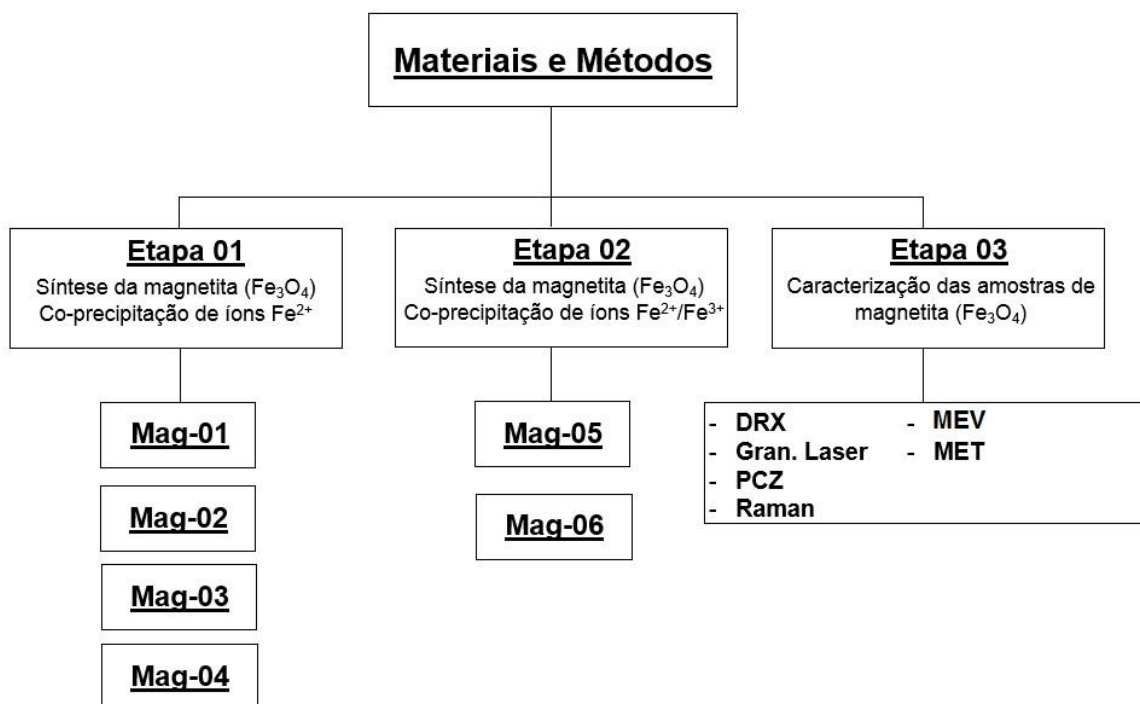 Materiais e Métodos
Etapa 01
Síntese da magnetita (Fe₃O₄)
Co-precipitação de íons Fe²⁺
Etapa 02
Síntese da magnetita (Fe₃O₄)
Co-precipitação de íons Fe²⁺/Fe³⁺
Etapa 03
Caracterização das amostras de
magnetita (Fe₃O₄)
Mag-01
Mag-02
Mag-03
Mag-04
Mag-05
Mag-06
- DRX
- Gran. Laser
- PCZ
- Raman
- MEV
- MET